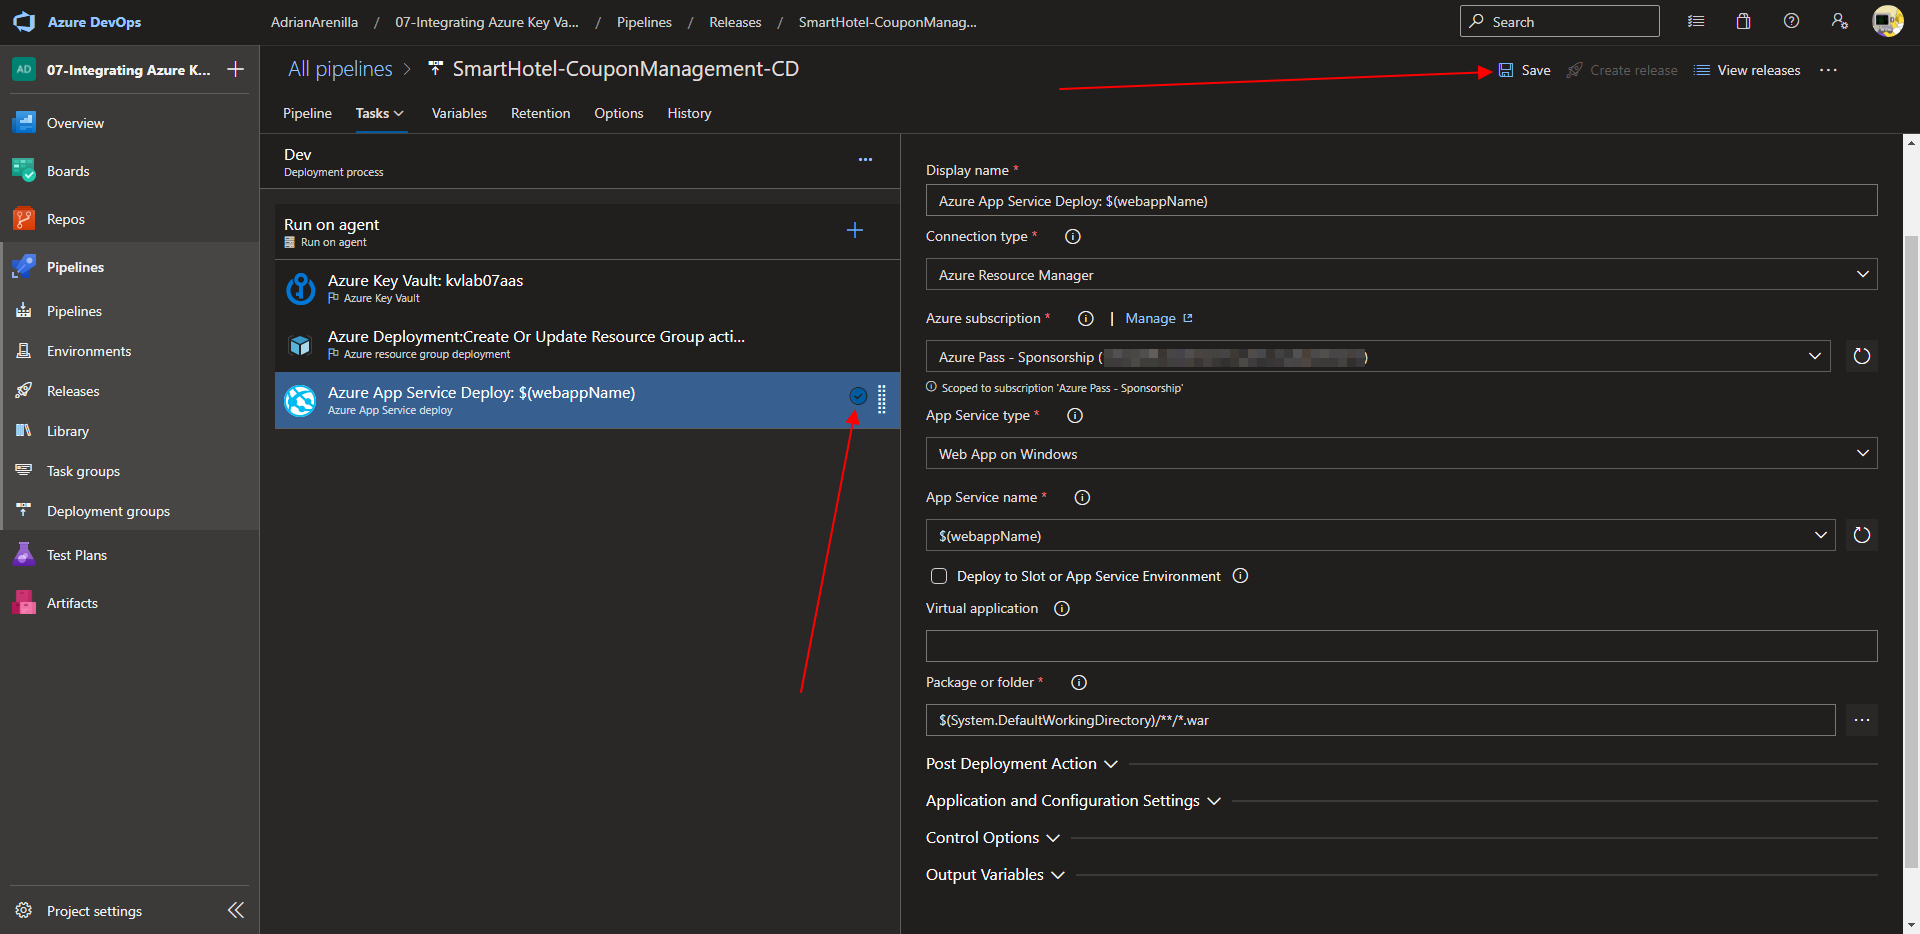 Azure DevOps
AdrianArenilla / 07-Integrating Azure Key Va... / Pipelines / Releases / SmartHotel-CouponManag...
Search
AD 07-Integrating Azure K...
Overview
Boards
Repos
Pipelines
Pipelines
Environments
Releases
Library
Task groups
Deployment groups
Test Plans
Artifacts
Project settings
All pipelines > SmartHotel-CouponManagement-CD
Save Create release View releases
Pipeline Tasks Variables Retention Options History
Dev
Deployment process
Run on agent
Run on agent
Azure Key Vault: kvlab07aas
Azure Key Vault
Azure Deployment:Create Or Update Resource Group acti...
Azure resource group deployment
Azure App Service Deploy: $(webappName)
Azure App Service deploy
Display name *
Azure App Service Deploy: $(webappName)
Connection type *
Azure Resource Manager
Azure subscription * | Manage
Azure Pass - Sponsorship ( )
Scoped to subscription 'Azure Pass - Sponsorship'
App Service type *
Web App on Windows
App Service name *
$(webappName)
Deploy to Slot or App Service Environment
Virtual application
Package or folder *
$(System.DefaultWorkingDirectory)/**/*.war
Post Deployment Action
Application and Configuration Settings
Control Options
Output Variables